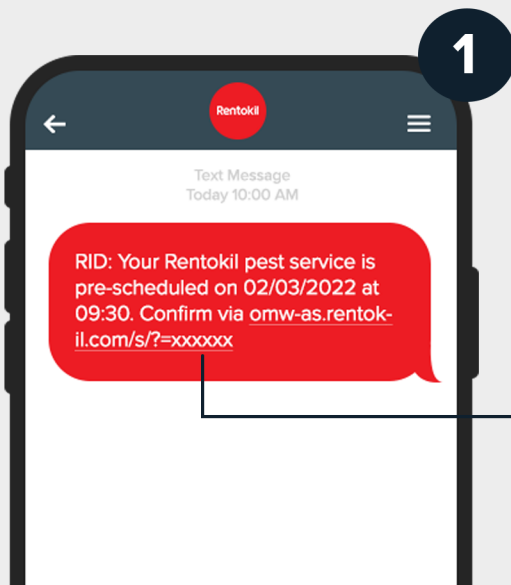 1
Rentokil
Text Message
Today 10:00 AM
RID: Your Rentokil pest service is
pre-scheduled on 02/03/2022 at
09:30. Confirm via omw-as.rentok-
il.com/s/?=xxxxxx